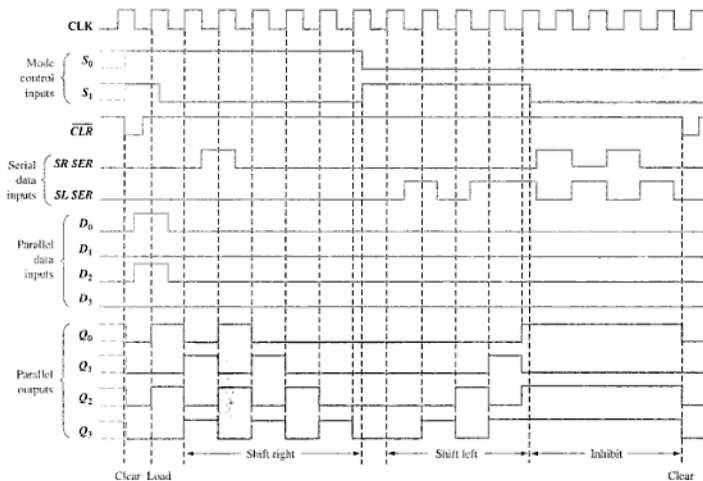 CLK
Mode
control
inputs
S0
S1
CLR
Serial
data
inputs
SR SER
SL SER
Parallel
data
inputs
D0
D1
D2
D3
Parallel
outputs
Q0
Q1
Q2
Q3
Shift right
Shift left
Inhibit
Clear
Load
Clear